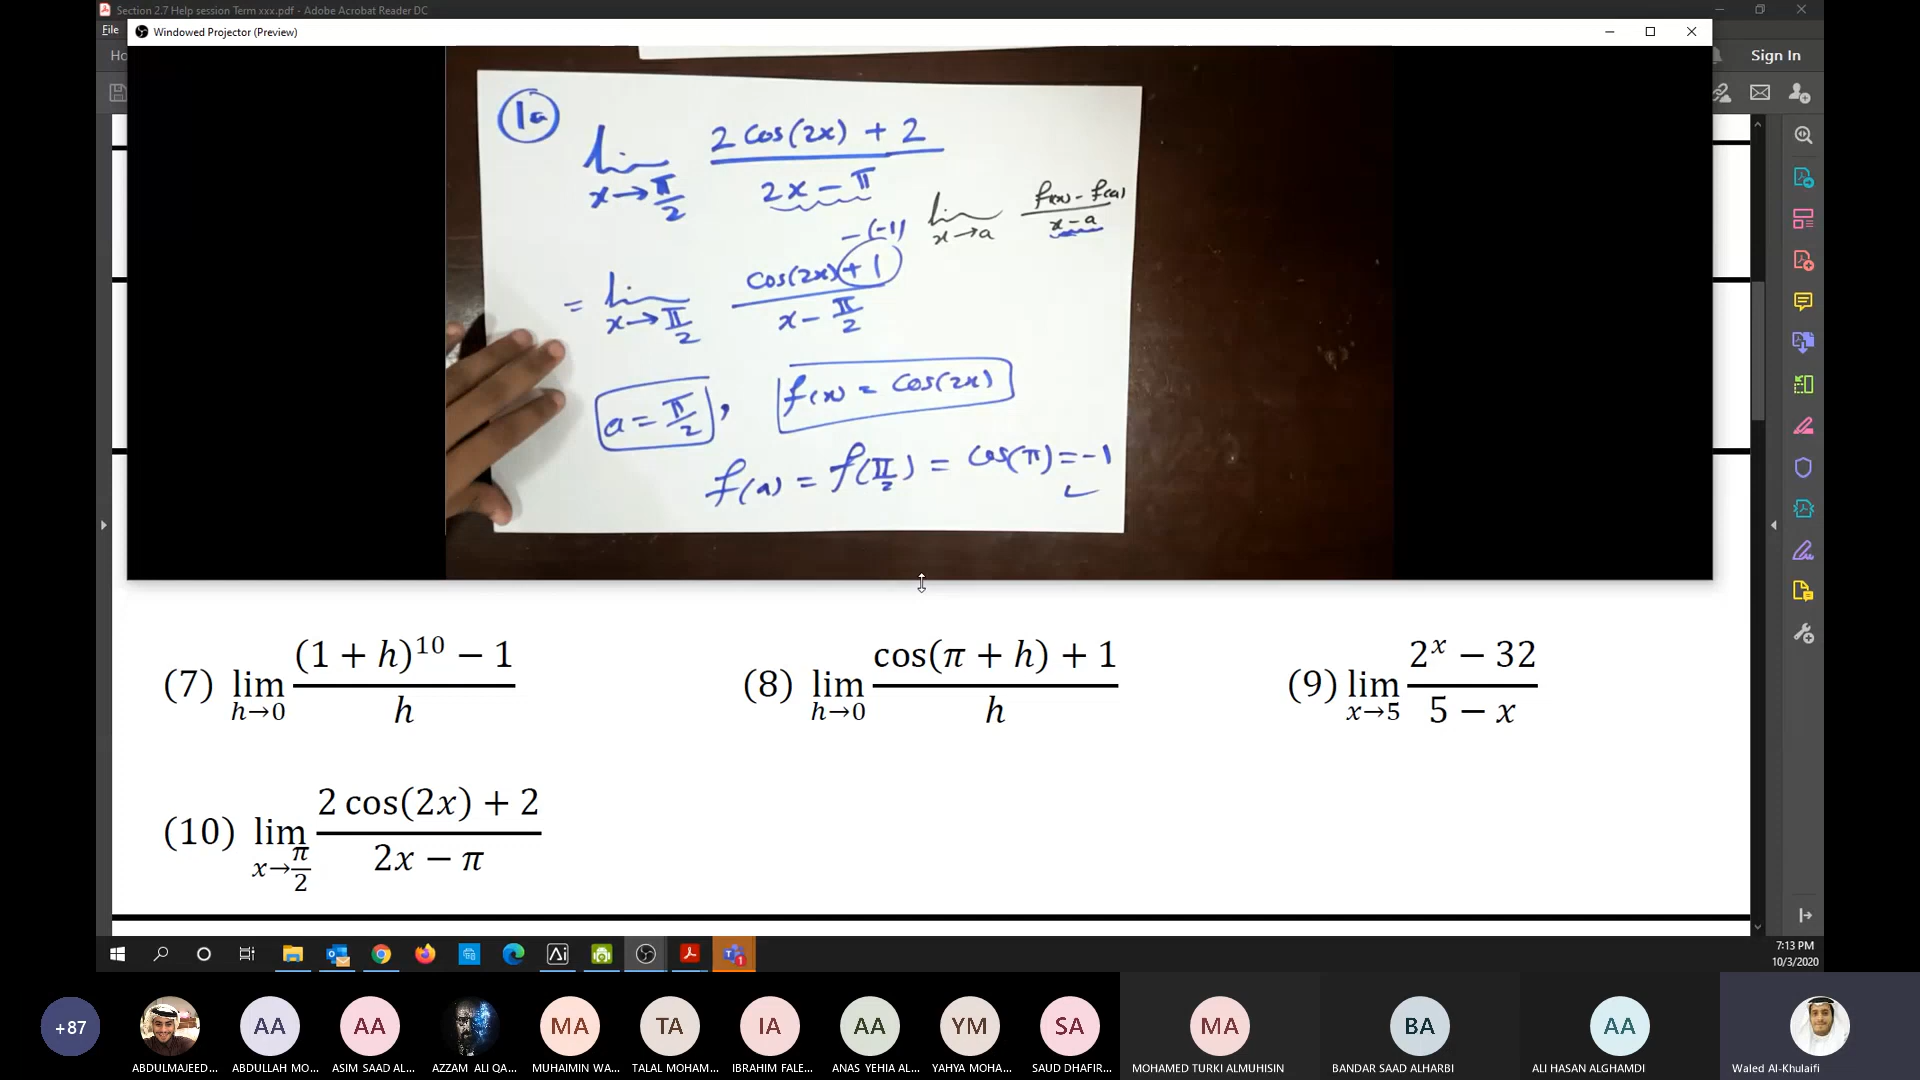 Section 2.7 Help session Term xxx.pdf - Adobe Acrobat Reader DC
File
Windowed Projector (Preview)
Ho
Sign In
1a
lim x→π/2 (2 cos(2x) + 2)/(2x − π)
lim x→a (f(x) − f(a))/(x − a)
−(−1)
= lim x→π/2 (cos(2x) + 1)/(x − π/2)
a = π/2 , f(x) = cos(2x)
f(a) = f(π/2) = cos(π) = −1
(7) lim h→0 ((1 + h)^10 − 1)/h
(8) lim h→0 (cos(π + h) + 1)/h
(9) lim x→5 (2^x − 32)/(5 − x)
(10) lim x→π/2 (2 cos(2x) + 2)/(2x − π)
7:13 PM
10/3/2020
+87
AA
AA
MA
TA
IA
AA
YM
SA
MA
BA
AA
ABDULMAJEED...
ABDULLAH MO...
ASIM SAAD AL...
AZZAM ALI QA...
MUHAIMIN WA...
TALAL MOHAM...
IBRAHIM FALE...
ANAS YEHIA AL...
YAHYA MOHA...
SAUD DHAFIR...
MOHAMED TURKI ALMUHISIN
BANDAR SAAD ALHARBI
ALI HASAN ALGHAMDI
Waled Al-Khulaifi